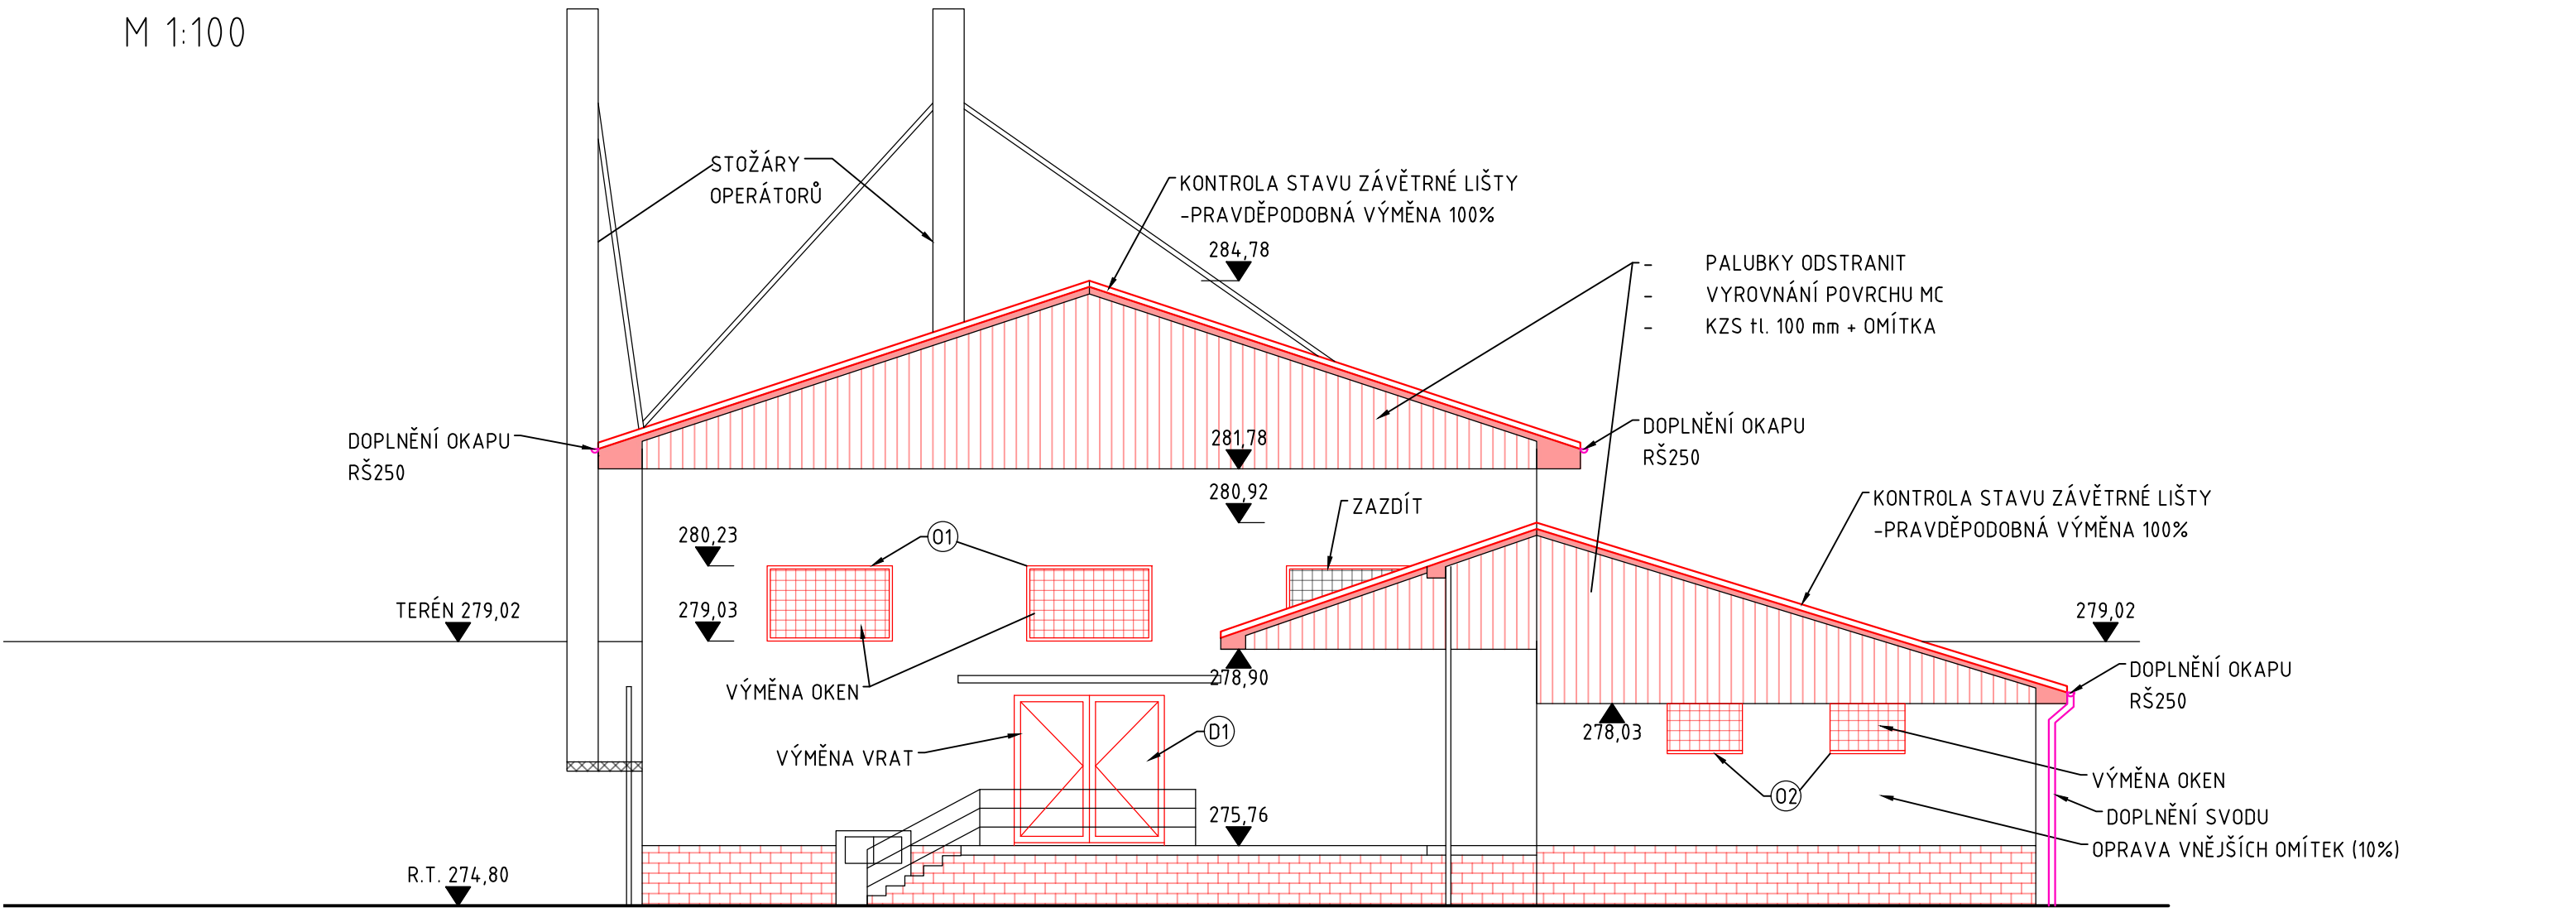 M 1:100
STOŽÁRY
OPERÁTORŮ
KONTROLA STAVU ZÁVĚTRNÉ LIŠTY
-PRAVDĚPODOBNÁ VÝMĚNA 100%
284,78
- PALUBKY ODSTRANIT
- VYROVNÁNÍ POVRCHU MC
- KZS tl. 100 mm + OMÍTKA
DOPLNĚNÍ OKAPU
RŠ250
281,78
DOPLNĚNÍ OKAPU
RŠ250
280,92
ZAZDÍT
KONTROLA STAVU ZÁVĚTRNÉ LIŠTY
-PRAVDĚPODOBNÁ VÝMĚNA 100%
280,23
O1
TERÉN 279,02
279,03
279,02
VÝMĚNA OKEN
278,90
DOPLNĚNÍ OKAPU
RŠ250
VÝMĚNA VRAT
D1
278,03
O2
VÝMĚNA OKEN
275,76
DOPLNĚNÍ SVODU
OPRAVA VNĚJŠÍCH OMÍTEK (10%)
R.T. 274,80